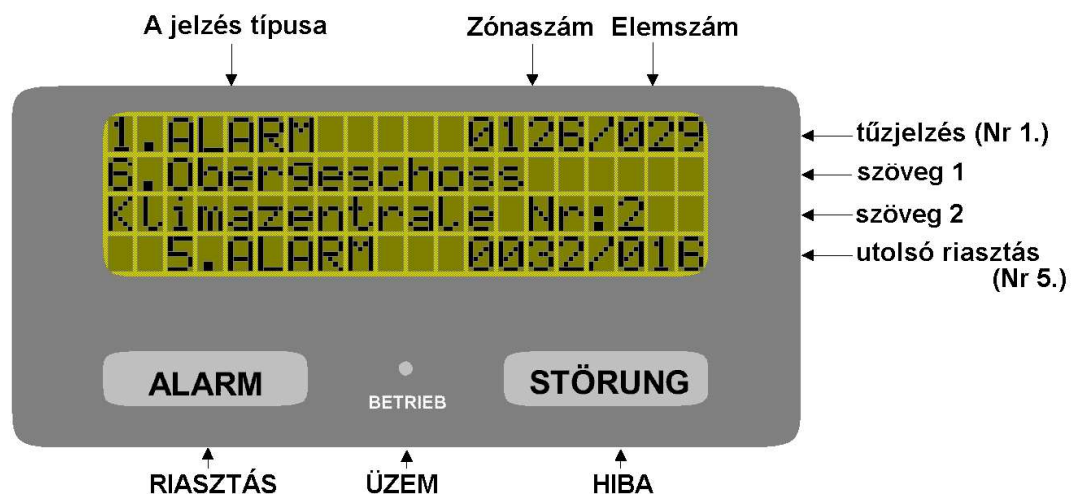 A jelzés típusa Zónaszám Elemszám
1.ALARM 0126/029 tűzjelzés (Nr 1.)
6.Obergeschoss szöveg 1
Klimazentrale Nr:2 szöveg 2
5.ALARM 0032/016 utolsó riasztás
(Nr 5.)
ALARM BETRIEB STÖRUNG
RIASZTÁS ÜZEM HIBA